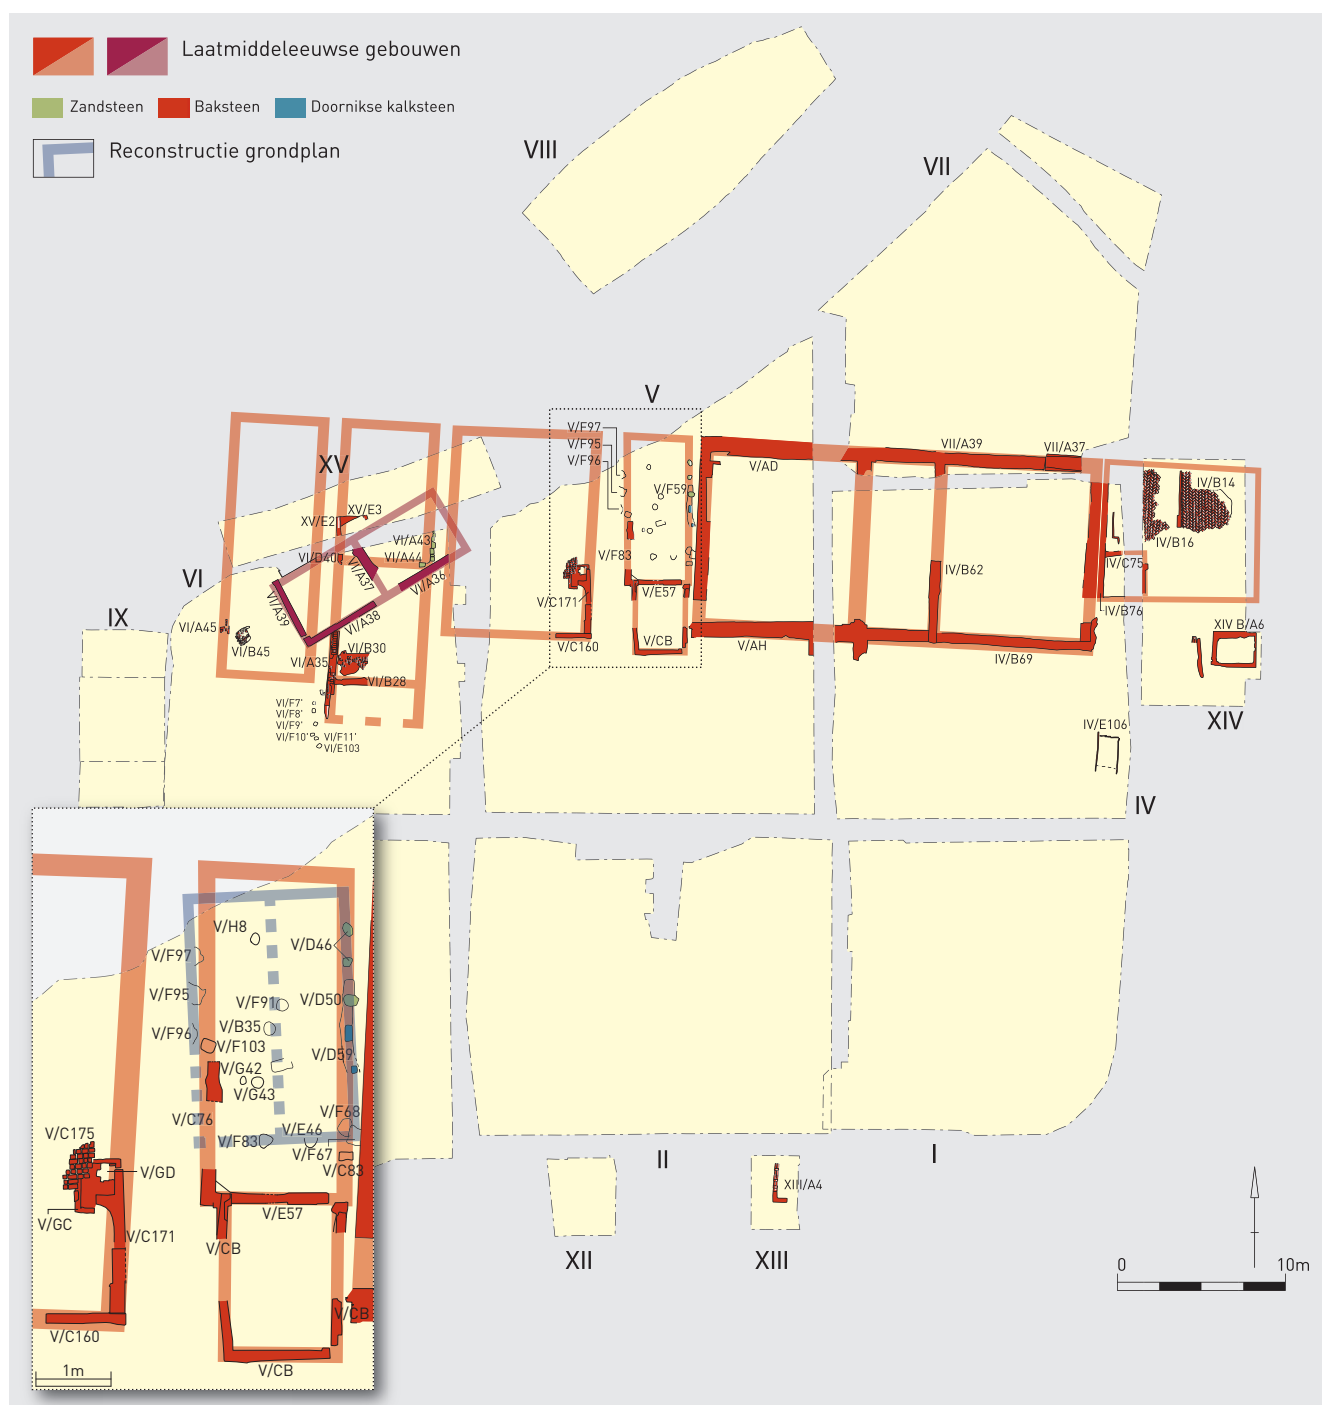 Laatmiddeleeuwse gebouwen
Zandsteen
Baksteen
Doornikse kalksteen
Reconstructie grondplan
VIII
VII
V
V/F97
V/F95
V/F96
V/F59
V/F83
V/AD
VII/A39
VII/A37
XV
XV/E3
XV/E2
VI/D40
VI/A43
VI/A44
VI/A37
VI/A36
VI/A39
VI/A38
VI
IX
VI/A45
VI/B45
VI/A35
VI/B30
VI/B28
VI/F7'
VI/F8'
VI/F9'
VI/F10'
VI/F11'
VI/E103
V/C171
V/C160
V/E57
V/CB
V/AH
IV/B62
IV/B69
IV/B14
IV/B16
IV/C75
IV/B76
XIV B/A6
XIV
IV/E106
IV
V/H8
V/D46
V/F97
V/F95
V/F91
V/D50
V/F96
V/B35
V/F103
V/D59
V/G42
V/G43
V/C76
V/F68
V/E46
V/F83
V/F67
V/C83
V/C175
V/GD
V/GC
V/C171
V/E57
V/CB
V/CB
V/C160
V/CB
1m
II
I
XIII/A4
XII
XIII
0
10m